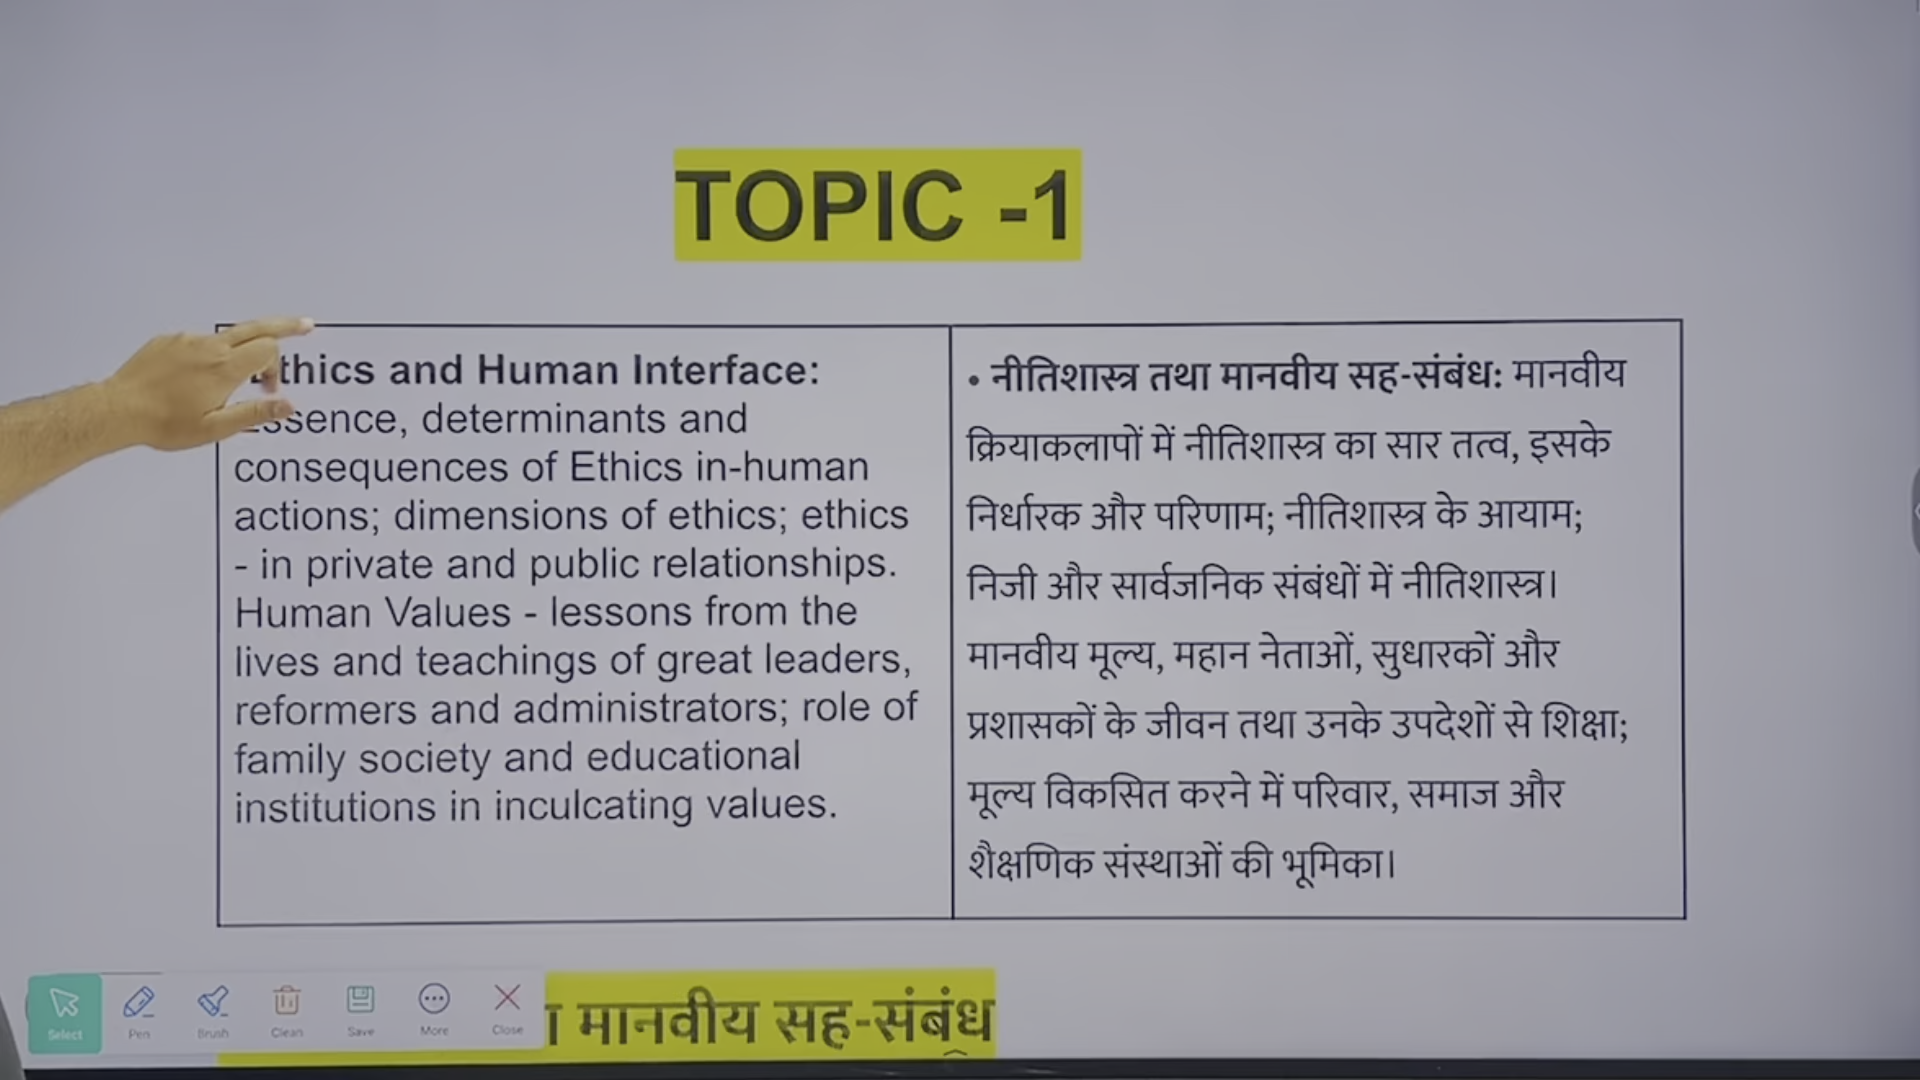 TOPIC -1
Ethics and Human Interface:
Essence, determinants and
consequences of Ethics in-human
actions; dimensions of ethics; ethics
- in private and public relationships.
Human Values - lessons from the
lives and teachings of great leaders,
reformers and administrators; role of
family society and educational
institutions in inculcating values.
• नीतिशास्त्र तथा मानवीय सह-संबंध: मानवीय
क्रियाकलापों में नीतिशास्त्र का सार तत्व, इसके
निर्धारक और परिणाम; नीतिशास्त्र के आयाम;
निजी और सार्वजनिक संबंधों में नीतिशास्त्र।
मानवीय मूल्य, महान नेताओं, सुधारकों और
प्रशासकों के जीवन तथा उनके उपदेशों से शिक्षा;
मूल्य विकसित करने में परिवार, समाज और
शैक्षणिक संस्थाओं की भूमिका।
मानवीय सह-संबंध
Select Pen Brush Clean Save More Close